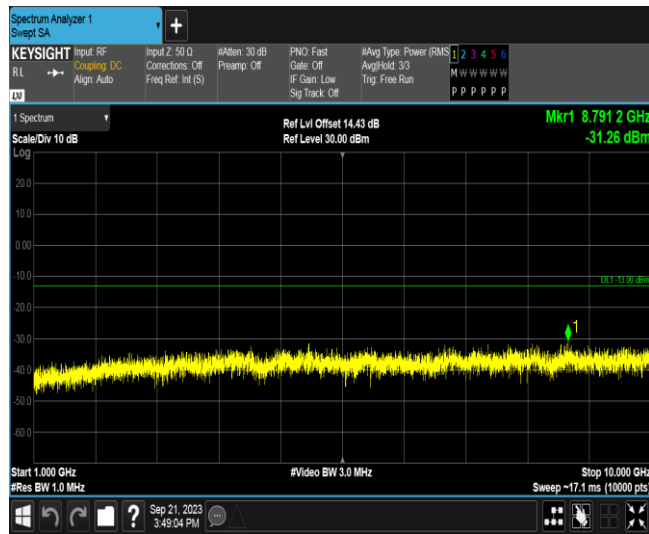 Spectrum Analyzer 1
Swept SA
+
KEYSIGHT
RL
LXI
Input: RF
Coupling: DC
Align: Auto
Input Z: 50 Ω
Corrections: Off
Freq Ref: Int (S)
#Atten: 30 dB
Preamp: Off
PNO: Fast
Gate: Off
IF Gain: Low
Sig Track: Off
#Avg Type: Power (RMS
Avg|Hold: 3/3
Trig: Free Run
1 2 3 4 5 6
M W W W W W
P P P P P P
1 Spectrum
Scale/Div 10 dB
Log
Ref Lvl Offset 14.43 dB
Ref Level 30.00 dBm
Mkr1 8.791 2 GHz
-31.26 dBm
20.0
10.0
0.00
-10.0
DL1 -13.00 dBm
-20.0
-30.0
1
-40.0
-50.0
-60.0
Start 1.000 GHz
#Res BW 1.0 MHz
#Video BW 3.0 MHz
Stop 10.000 GHz
Sweep ~17.1 ms (10000 pts)
?
Sep 21, 2023
3:49:04 PM